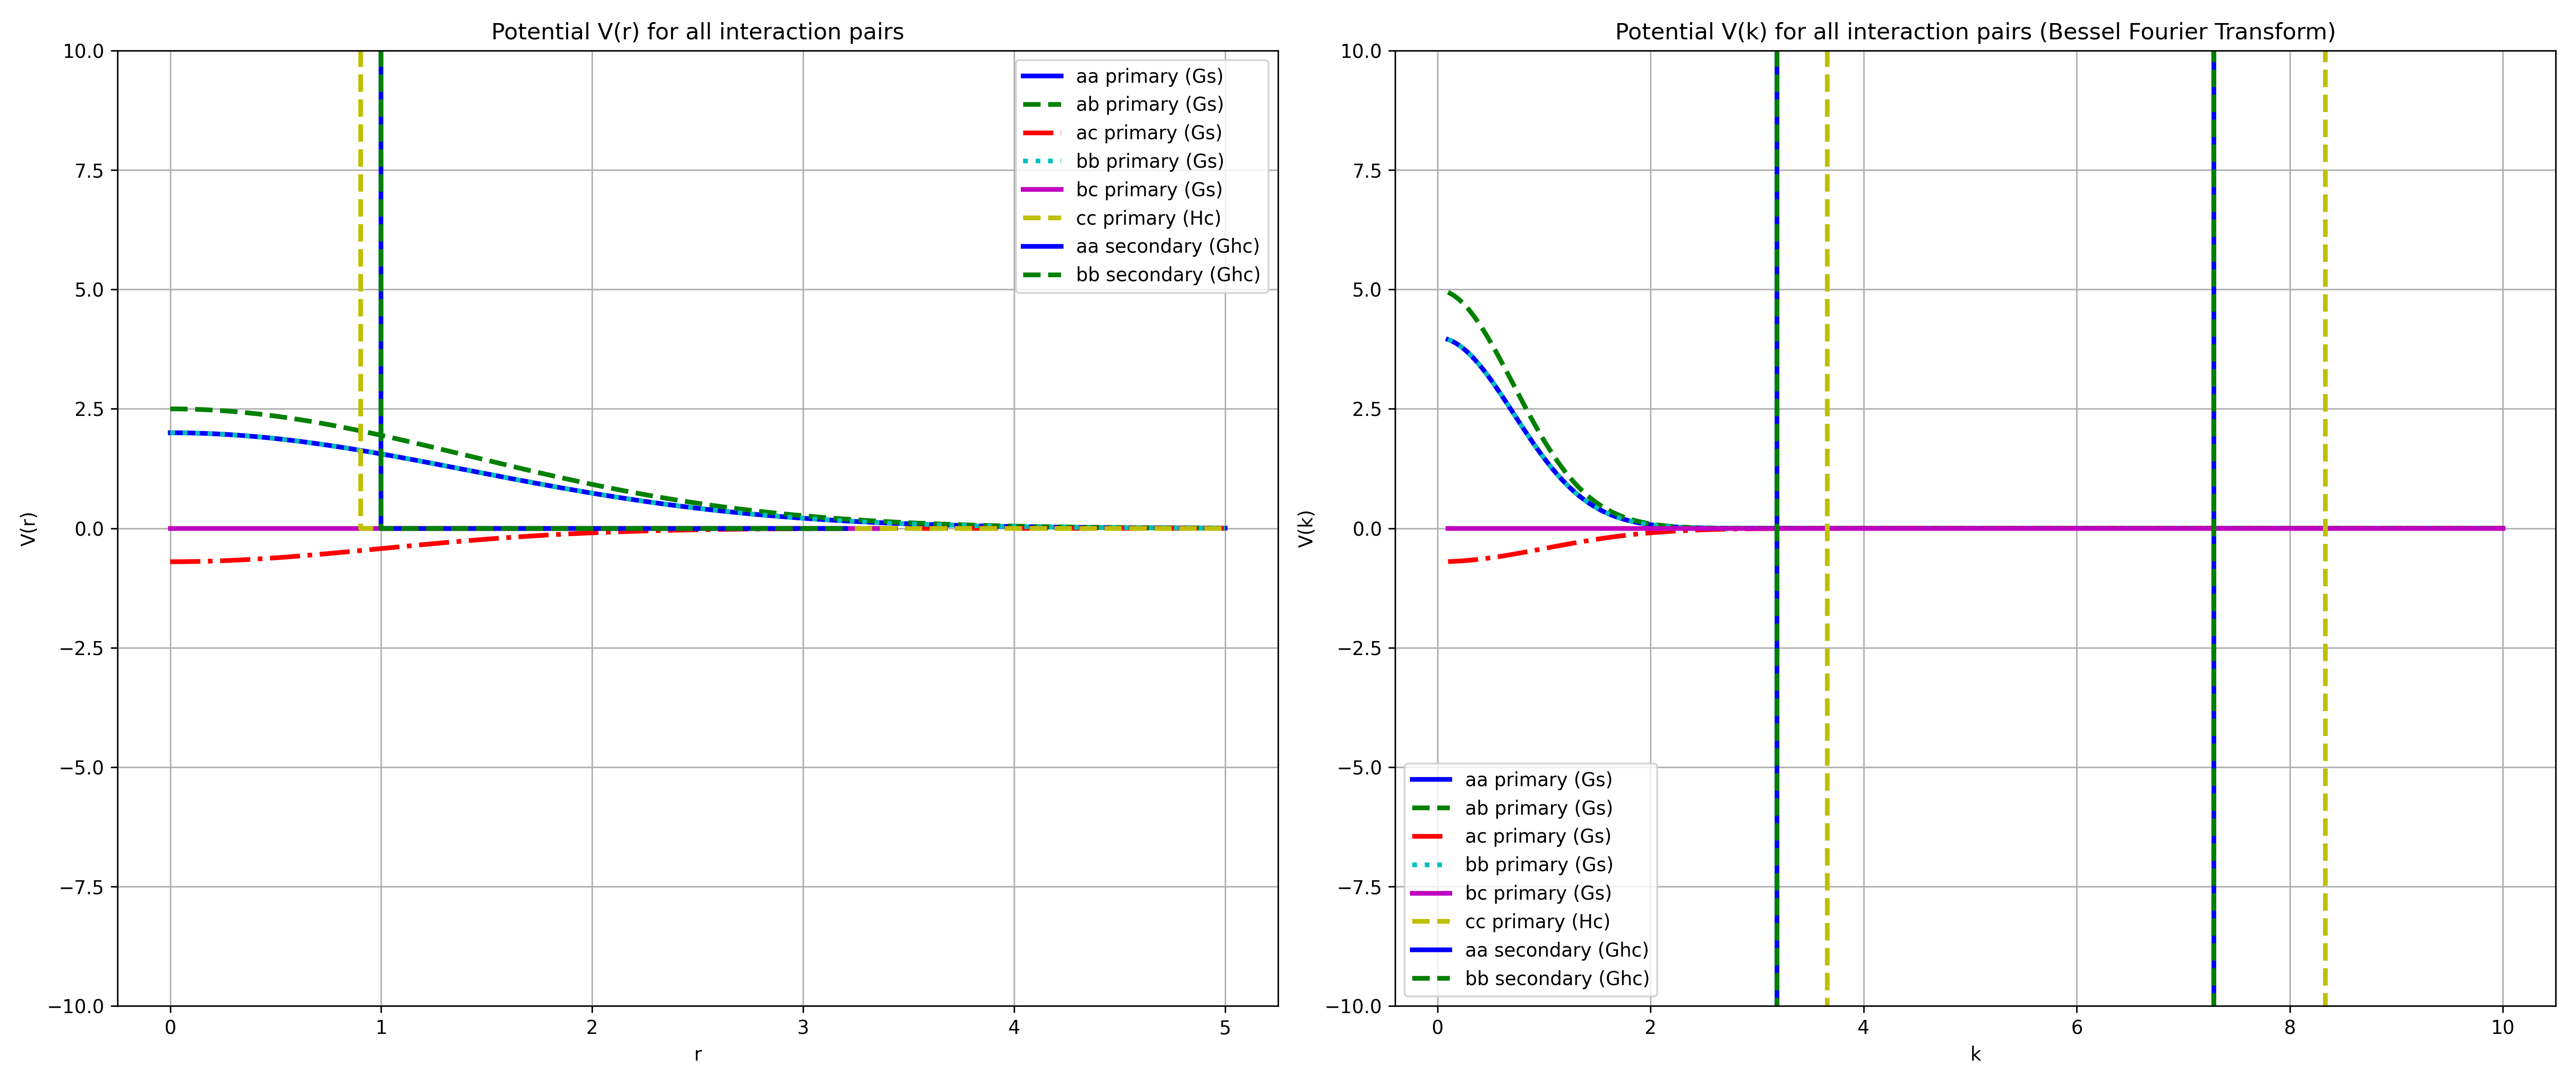 Potential V(r) for all interaction pairs
10.0
7.5
5.0
2.5
0.0
−2.5
−5.0
−7.5
−10.0
V(r)
0
1
2
3
4
5
r
aa primary (Gs)
ab primary (Gs)
ac primary (Gs)
bb primary (Gs)
bc primary (Gs)
cc primary (Hc)
aa secondary (Ghc)
bb secondary (Ghc)
Potential V(k) for all interaction pairs (Bessel Fourier Transform)
10.0
7.5
5.0
2.5
0.0
−2.5
−5.0
−7.5
−10.0
V(k)
0
2
4
6
8
10
k
aa primary (Gs)
ab primary (Gs)
ac primary (Gs)
bb primary (Gs)
bc primary (Gs)
cc primary (Hc)
aa secondary (Ghc)
bb secondary (Ghc)